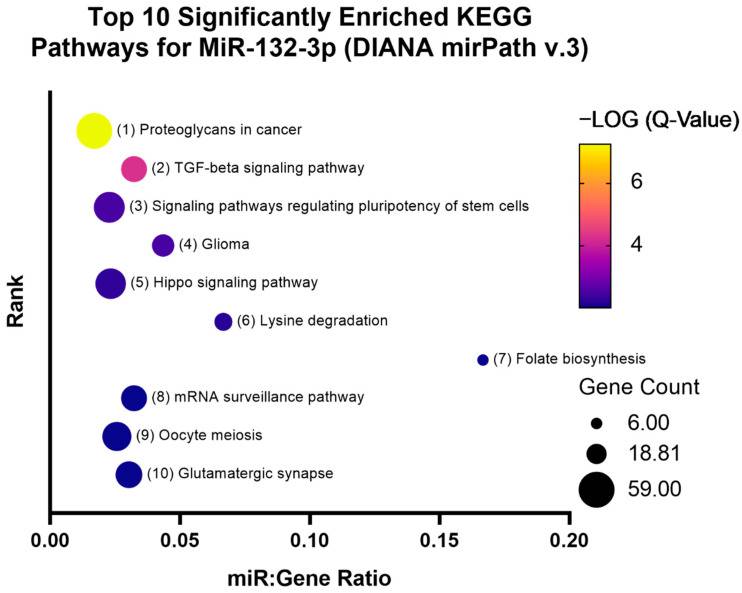 Top 10 Significantly Enriched KEGG
Pathways for MiR-132-3p (DIANA mirPath v.3)
(1) Proteoglycans in cancer
(2) TGF-beta signaling pathway
(3) Signaling pathways regulating pluripotency of stem cells
(4) Glioma
(5) Hippo signaling pathway
(6) Lysine degradation
(7) Folate biosynthesis
(8) mRNA surveillance pathway
(9) Oocyte meiosis
(10) Glutamatergic synapse
Rank
0.00 0.05 0.10 0.15 0.20
miR:Gene Ratio
−LOG (Q-Value)
6
4
Gene Count
6.00
18.81
59.00